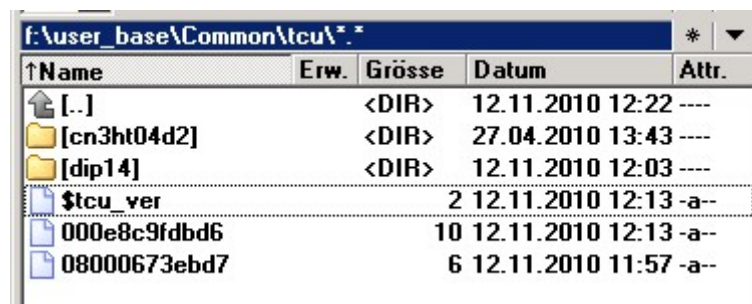 f:\user_base\Common\tcu\*.* * ▼
↑Name Erw. Grösse Datum Attr.
[..] <DIR> 12.11.2010 12:22 ----
[cn3ht04d2] <DIR> 27.04.2010 13:43 ----
[dip14] <DIR> 12.11.2010 12:03 ----
$tcu_ver 2 12.11.2010 12:13 -a--
000e8c9fdbd6 10 12.11.2010 12:13 -a--
08000673ebd7 6 12.11.2010 11:57 -a--